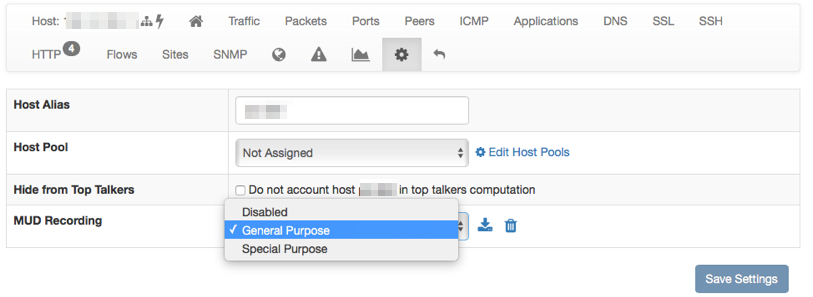 Host: Traffic Packets Ports Peers ICMP Applications DNS SSL SSH
HTTP 4 Flows Sites SNMP
Host Alias
Host Pool Not Assigned Edit Host Pools
Hide from Top Talkers Do not account host in top talkers computation
MUD Recording
Disabled
✓ General Purpose
Special Purpose
Save Settings